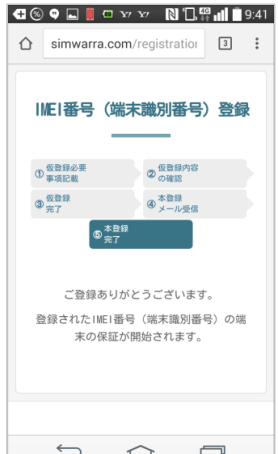 9:41
simwarra.com/registration
3
IMEI番号（端末識別番号）登録
① 仮登録必要
事項記載
② 仮登録内容
の確認
③ 仮登録
完了
④ 本登録
メール受信
⑤ 本登録
完了
ご登録ありがとうございます。
登録されたIMEI番号（端末識別番号）の端
末の保証が開始されます。